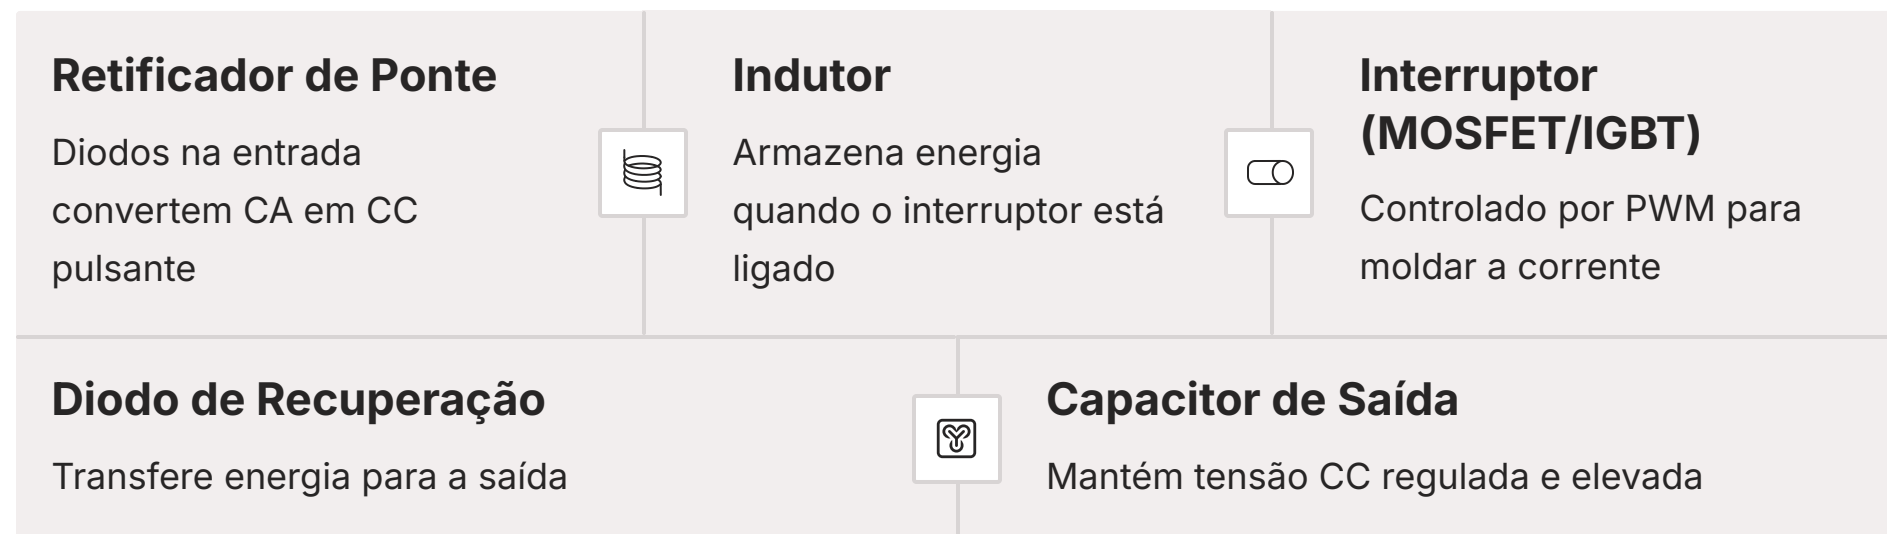 Retificador de Ponte
Diodos na entrada
convertem CA em CC
pulsante
Indutor
Armazena energia
quando o interruptor está
ligado
Interruptor
(MOSFET/IGBT)
Controlado por PWM para
moldar a corrente
Diodo de Recuperação
Transfere energia para a saída
Capacitor de Saída
Mantém tensão CC regulada e elevada